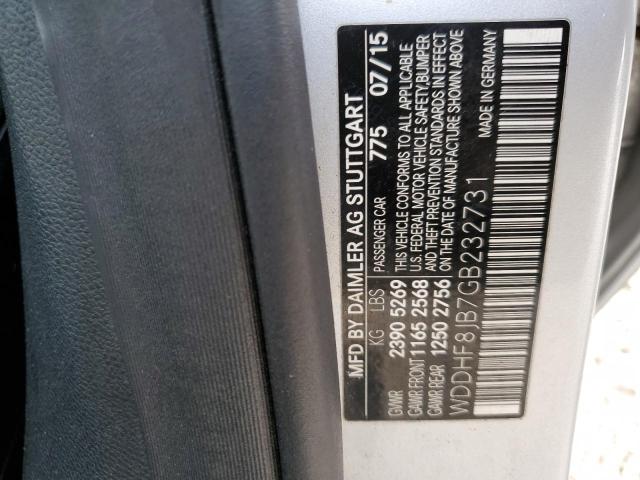 MFD BY DAIMLER AG STUTTGART
KG LBS PASSENGER CAR 775 07/15
GVWR 2390 5269 THIS VEHICLE CONFORMS TO ALL APPLICABLE
GAWR FRONT 1165 2568 U.S. FEDERAL MOTOR VEHICLE SAFETY, BUMPER
GAWR REAR 1250 2756 AND THEFT PREVENTION STANDARDS IN EFFECT
ON THE DATE OF MANUFACTURE SHOWN ABOVE
WDDHF8JB7GB232731 MADE IN GERMANY